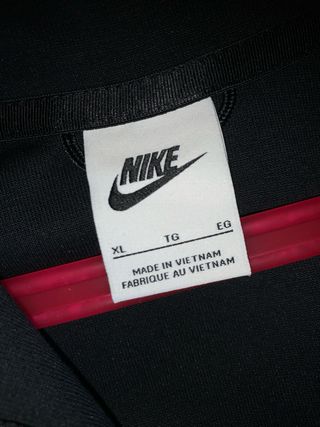 NIKE
XL TG EG
MADE IN VIETNAM
FABRIQUE AU VIETNAM